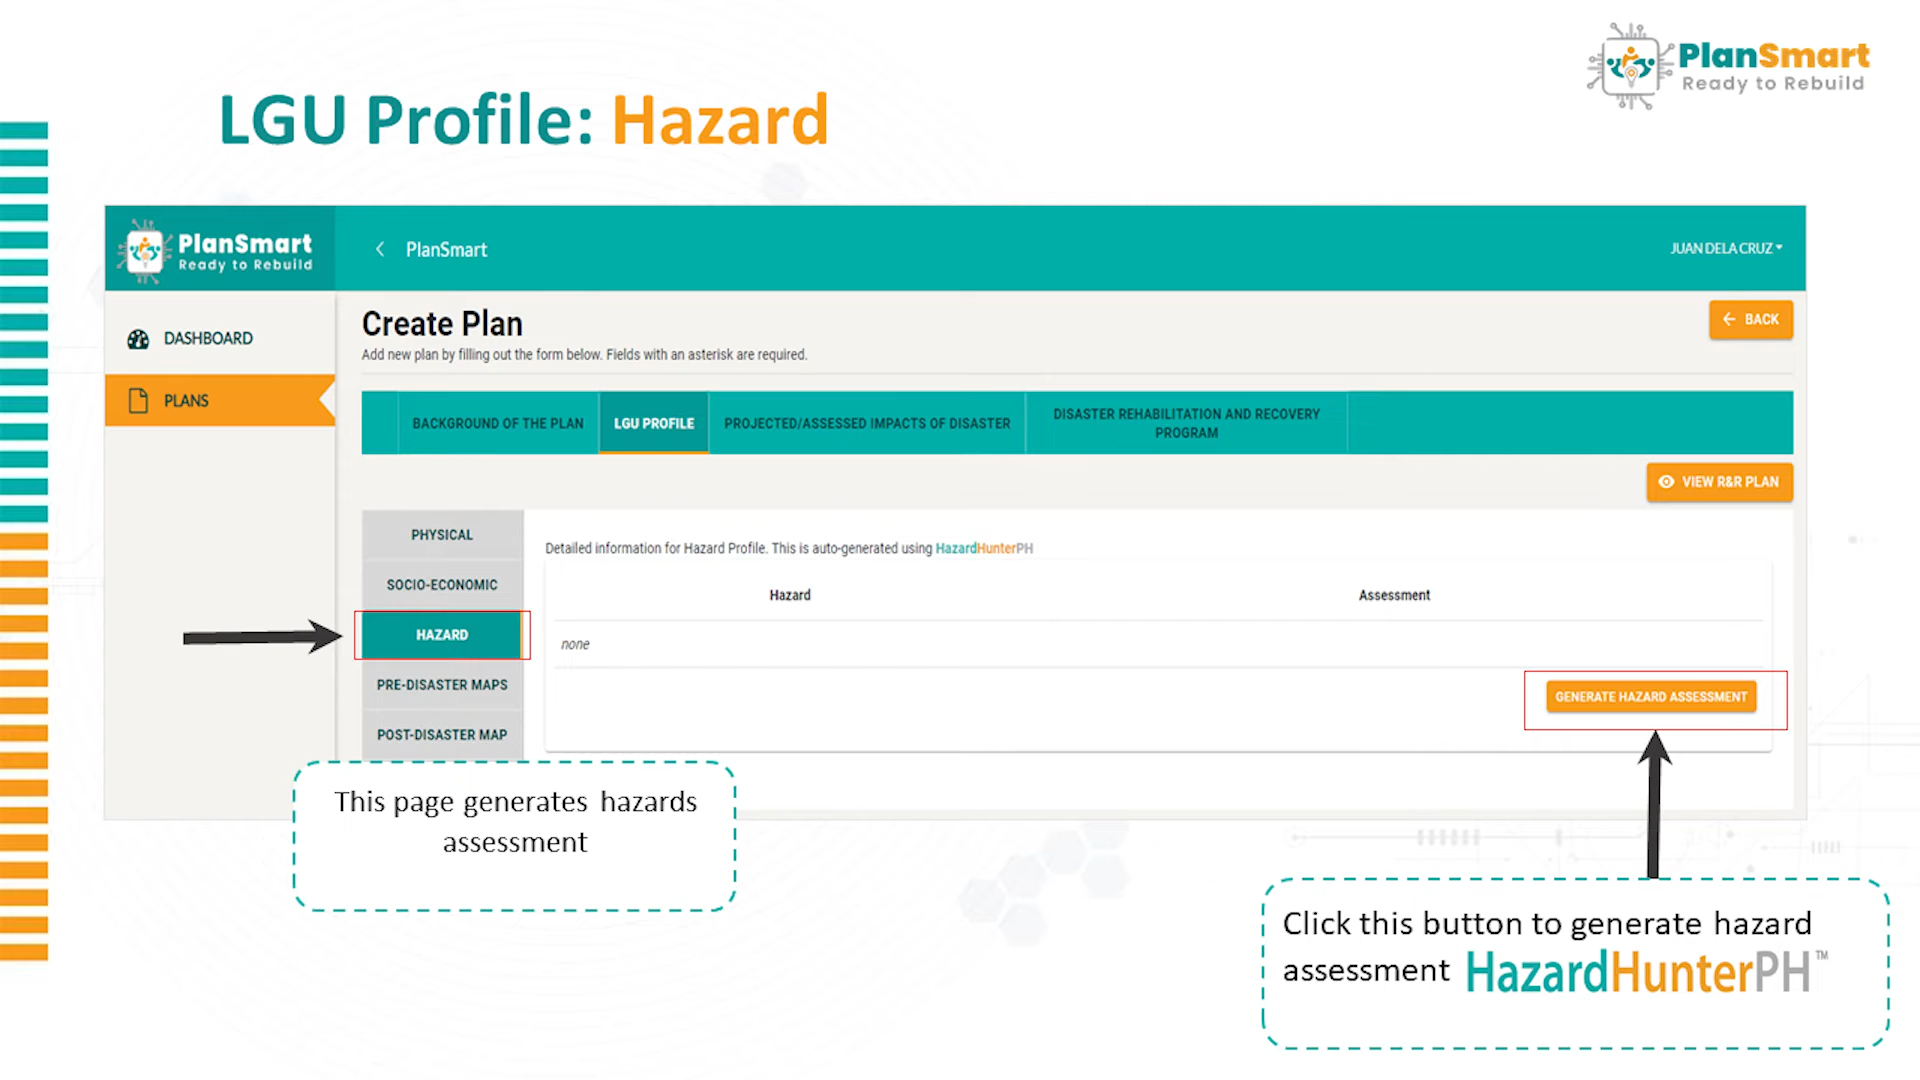 PlanSmart
Ready to Rebuild
LGU Profile: Hazard
PlanSmart
Ready to Rebuild
PlanSmart
JUAN DELA CRUZ
DASHBOARD
PLANS
Create Plan
Add new plan by filling out the form below. Fields with an asterisk are required.
BACK
BACKGROUND OF THE PLAN
LGU PROFILE
PROJECTED/ASSESSED IMPACTS OF DISASTER
DISASTER REHABILITATION AND RECOVERY
PROGRAM
VIEW R&R PLAN
PHYSICAL
SOCIO-ECONOMIC
HAZARD
PRE-DISASTER MAPS
POST-DISASTER MAP
Detailed information for Hazard Profile. This is auto-generated using HazardHunterPH
Hazard
Assessment
none
GENERATE HAZARD ASSESSMENT
This page generates hazards
assessment
Click this button to generate hazard
assessment HazardHunterPH™